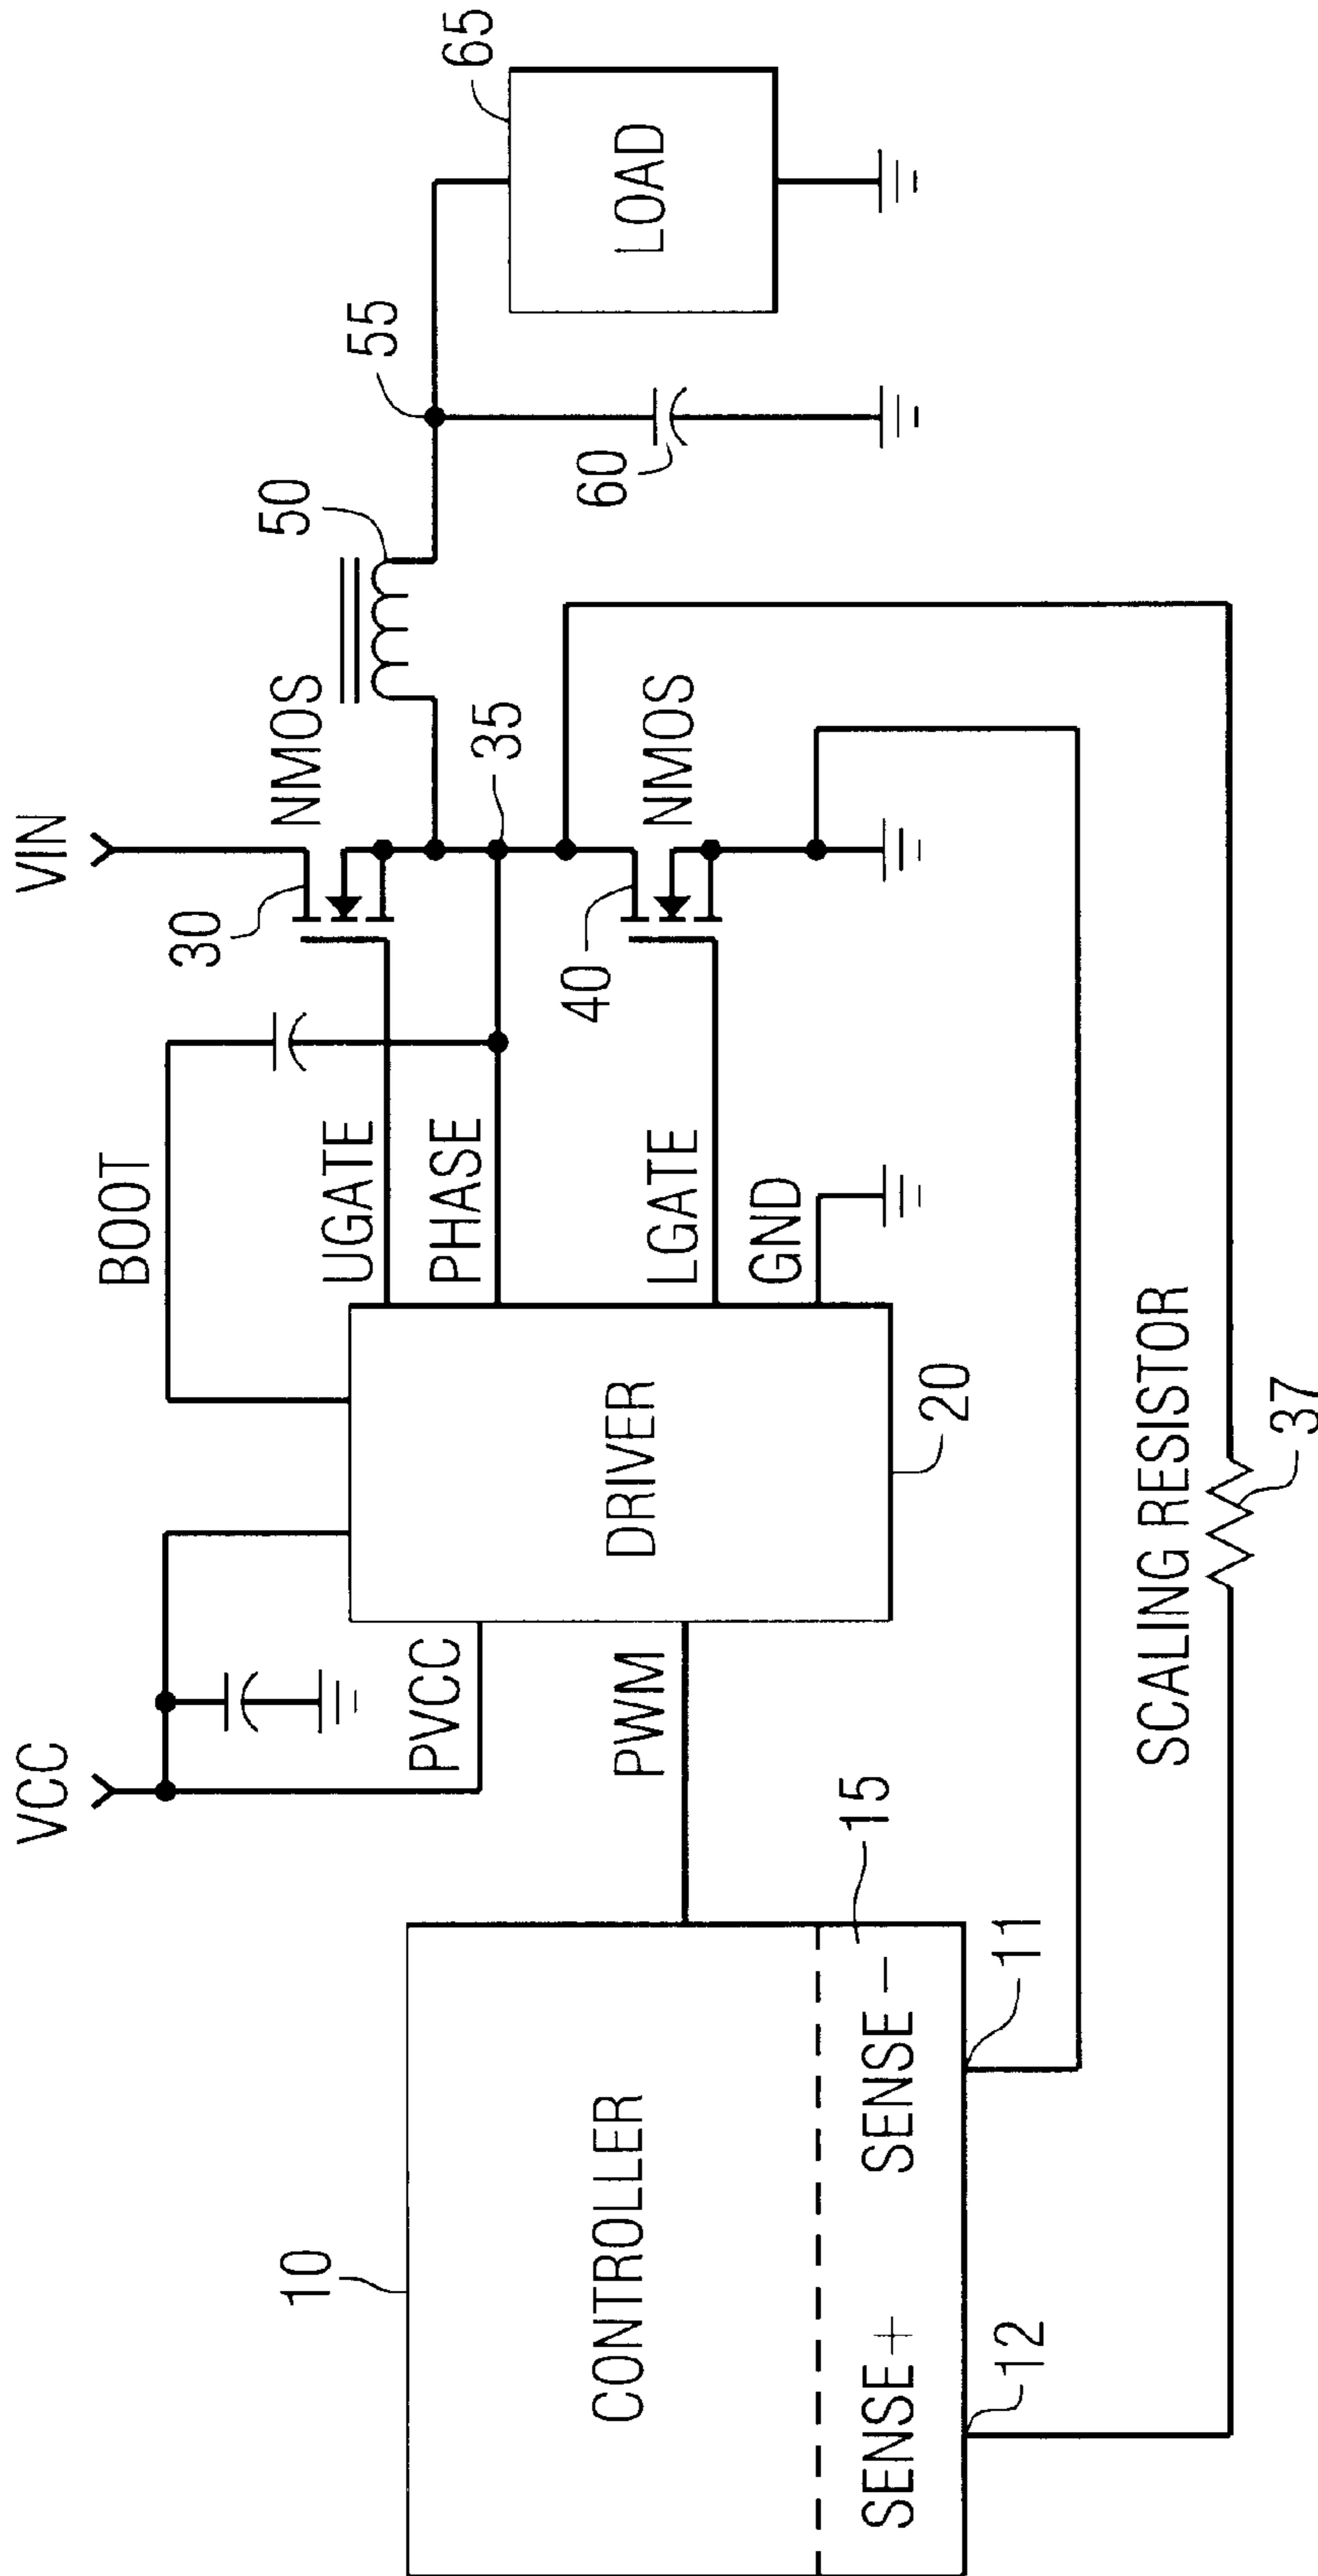 VCC
VIN
BOOT
30
NMOS
50
55
65
10
PVCC
UGATE
PHASE
35
LOAD
CONTROLLER
PWM
DRIVER
LGATE
40
NMOS
60
GND
15
SENSE+
SENSE-
20
12
11
SCALING RESISTOR
37